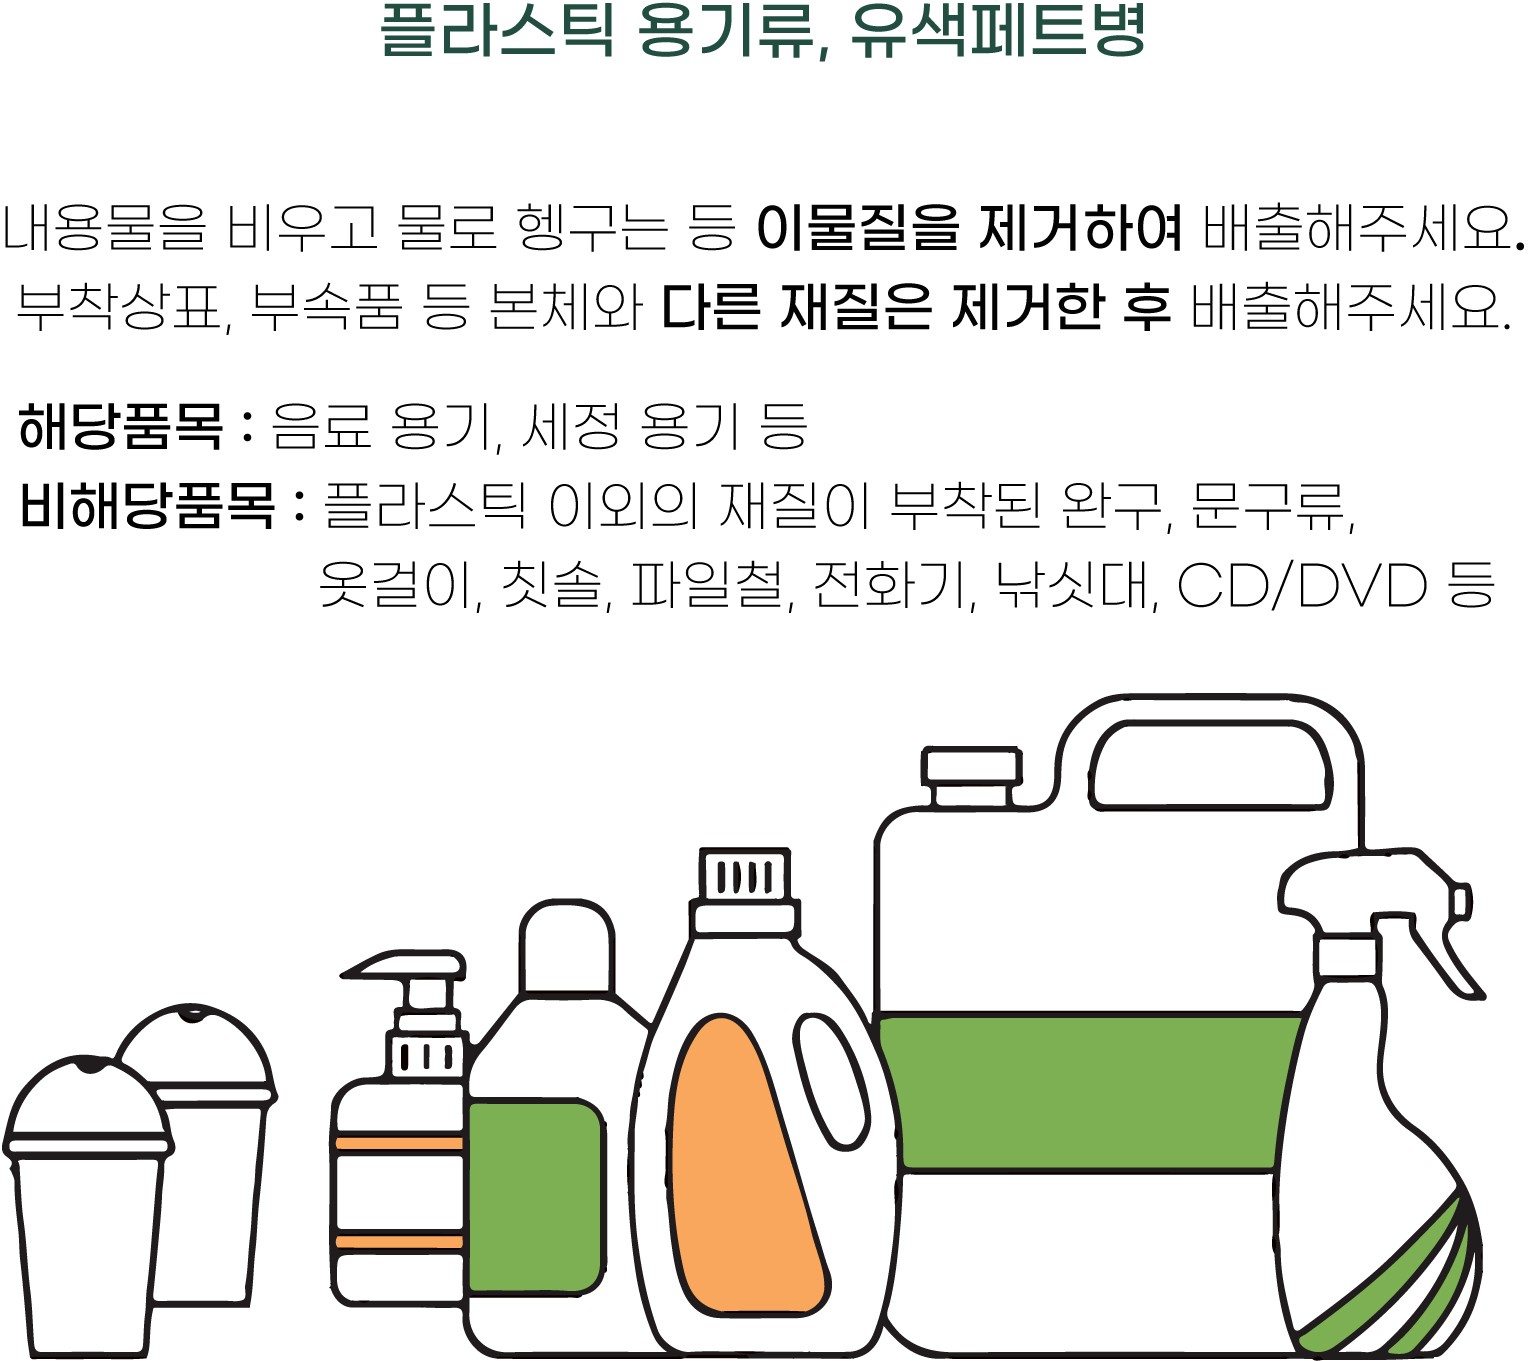 플라스틱 용기류, 유색페트병
내용물을 비우고 물로 헹구는 등 이물질을 제거하여 배출해주세요.
부착상표, 부속품 등 본체와 다른 재질은 제거한 후 배출해주세요.
해당품목 : 음료 용기, 세정 용기 등
비해당품목 : 플라스틱 이외의 재질이 부착된 완구, 문구류,
옷걸이, 칫솔, 파일철, 전화기, 낚싯대, CD/DVD 등